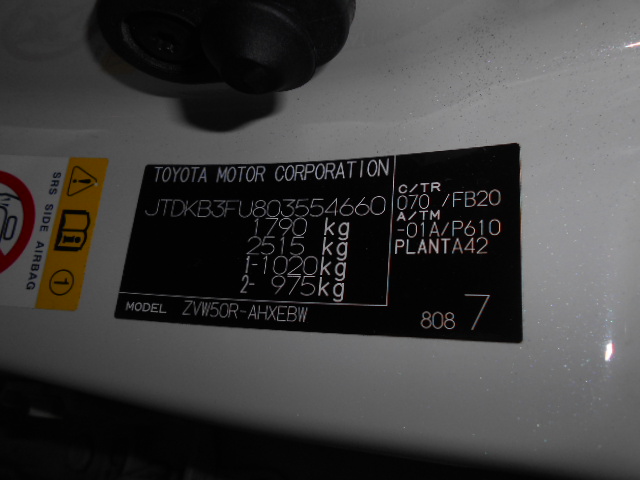 SRS SIDE AIRBAG
TOYOTA MOTOR CORPORATION
JTDKB3FU803554660
1790 kg
2515 kg
1-1020kg
2- 975kg
MODEL ZVW50R-AHXEBW
C/TR
070 /FB20
A/TM
-01A/P610
PLANTA42
808 7